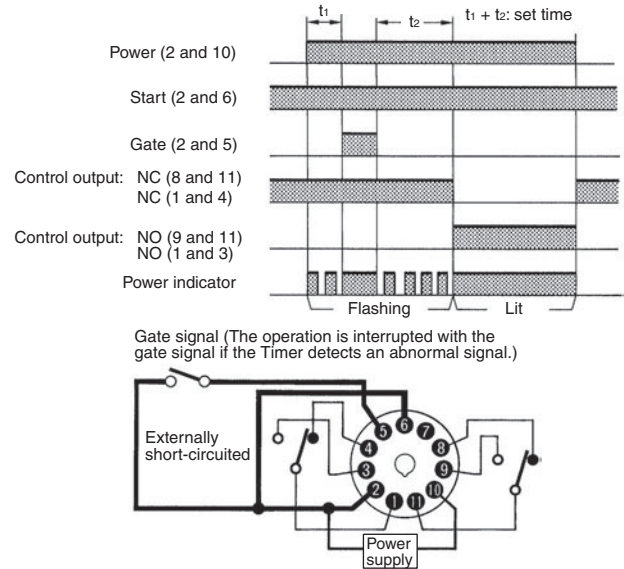 t1 t2 t1 + t2: set time
Power (2 and 10)
Start (2 and 6)
Gate (2 and 5)
Control output: NC (8 and 11)
NC (1 and 4)
Control output: NO (9 and 11)
NO (1 and 3)
Power indicator
Flashing Lit
Gate signal (The operation is interrupted with the
gate signal if the Timer detects an abnormal signal.)
Externally
short-circuited
5 6 7
4 8
3 9
2 10
1 11
Power
supply